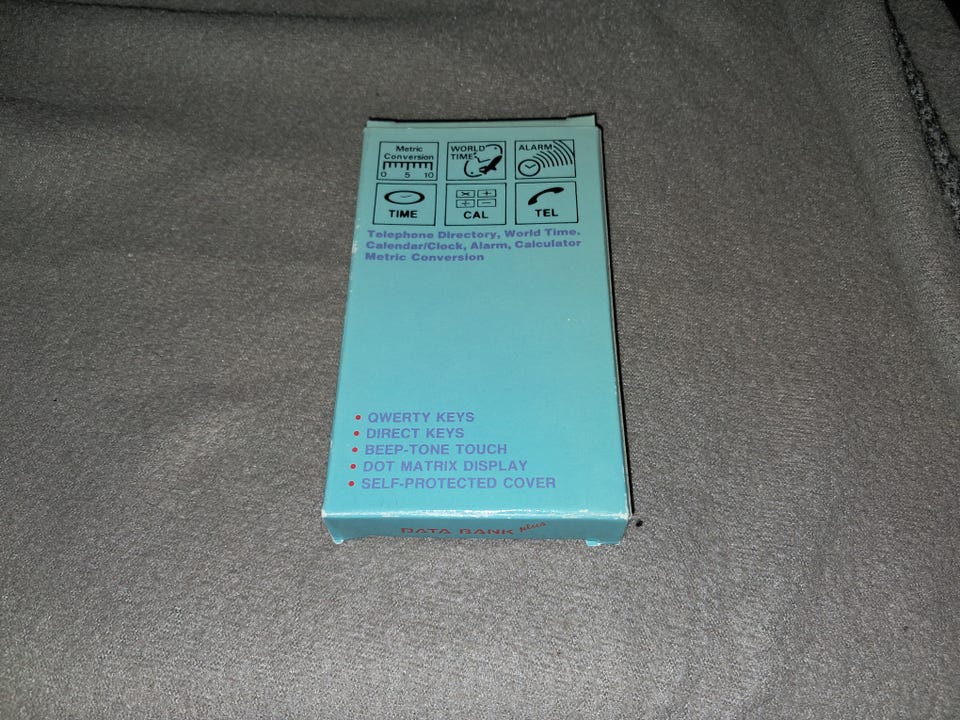 Metric
Conversion
0 5 10
WORLD
TIME
ALARM
TIME
CAL
TEL
Telephone Directory, World Time.
Calendar/Clock, Alarm, Calculator
Metric Conversion
• QWERTY KEYS
• DIRECT KEYS
• BEEP-TONE TOUCH
• DOT MATRIX DISPLAY
• SELF-PROTECTED COVER
DATA BANK plus